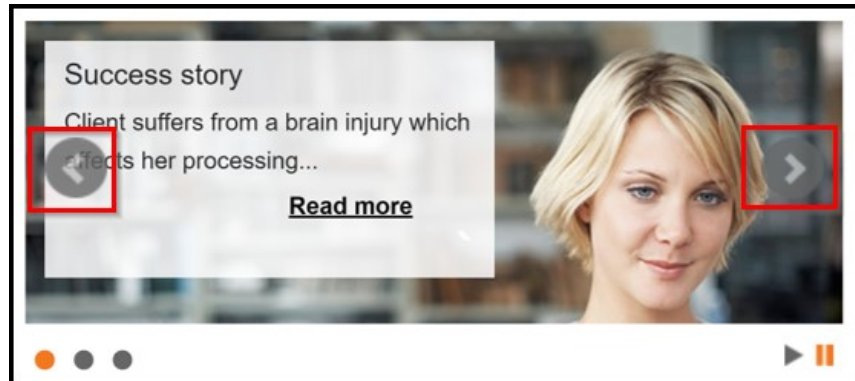 Success story
Client suffers from a brain injury which
affects her processing...
Read more